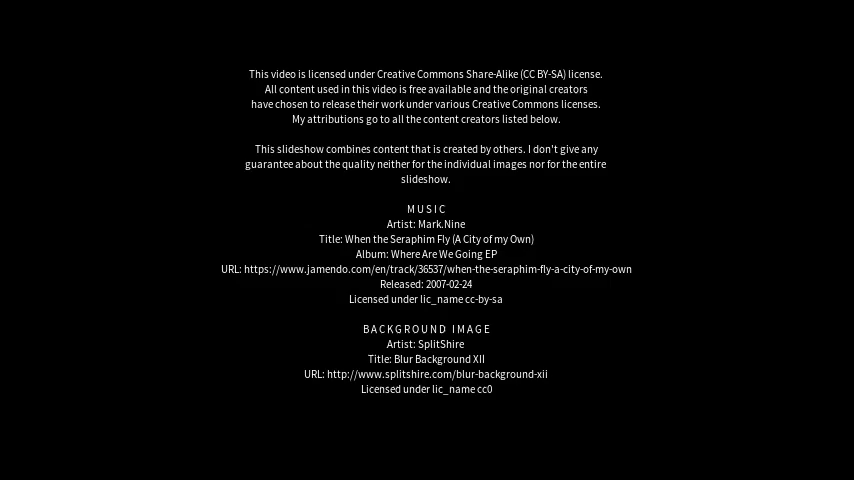 This video is licensed under Creative Commons Share-Alike (CC BY-SA) license.
All content used in this video is free available and the original creators
have chosen to release their work under various Creative Commons licenses.
My attributions go to all the content creators listed below.
This slideshow combines content that is created by others. I don't give any
guarantee about the quality neither for the individual images nor for the entire
slideshow.
MUSIC
Artist: Mark.Nine
Title: When the Seraphim Fly (A City of my Own)
Album: Where Are We Going EP
URL: https://www.jamendo.com/en/track/36537/when-the-seraphim-fly-a-city-of-my-own
Released: 2007-02-24
Licensed under lic_name cc-by-sa
BACKGROUND IMAGE
Artist: SplitShire
Title: Blur Background XII
URL: http://www.splitshire.com/blur-background-xii
Licensed under lic_name cc0